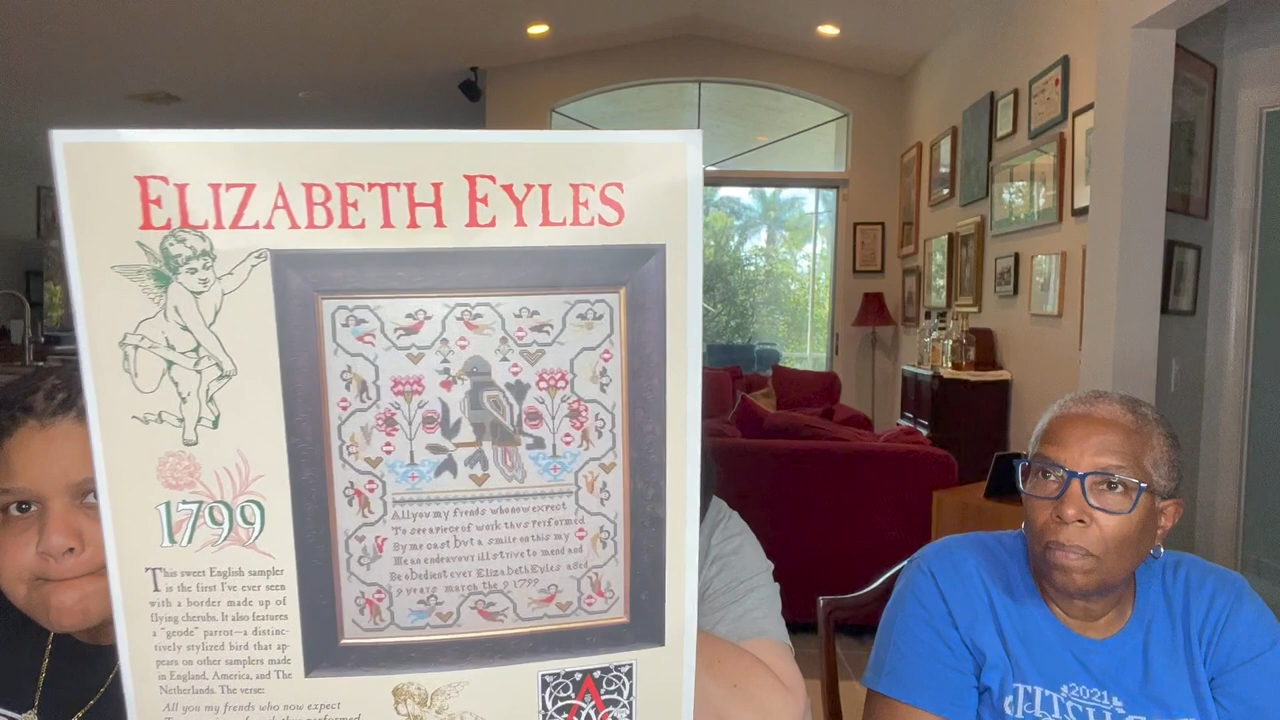 ELIZABETH EYLES
All you my frends who now expect
To see a piece of work thus Performed
By me cast but a smile on this my
Me an endeavour ill strive to mend and
Be obedient ever Elizabeth Eyles aged
9 years march the 9 1799
1799
This sweet English sampler
is the first I've ever seen
with a border made up of
flying cherubs. It also features
a "geode" parrot—a distinc-
tively stylized bird that ap-
pears on other samplers made
in England, America, and The
Netherlands. The verse:
All you my frends who now expect
2021